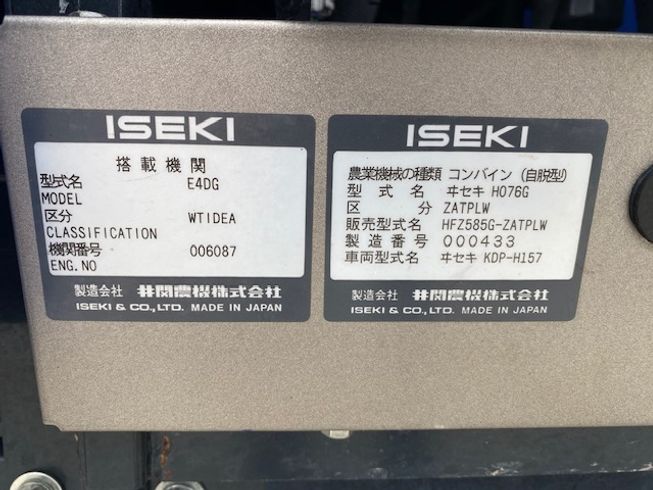 ISEKI
搭載機関
型式名 E4DG
MODEL
区分 WTIDEA
CLASSIFICATION
機関番号 006087
ENG.NO
製造会社 井関農機株式会社
ISEKI & CO.,LTD. MADE IN JAPAN
ISEKI
農業機械の種類 コンバイン(自脱型)
型式名 ヰセキ HO76G
区分 ZATPLW
販売型式名 HFZ585G-ZATPLW
製造番号 000433
車両型式名 ヰセキ KDP-H157
製造会社 井関農機株式会社
ISEKI & CO.,LTD. MADE IN JAPAN